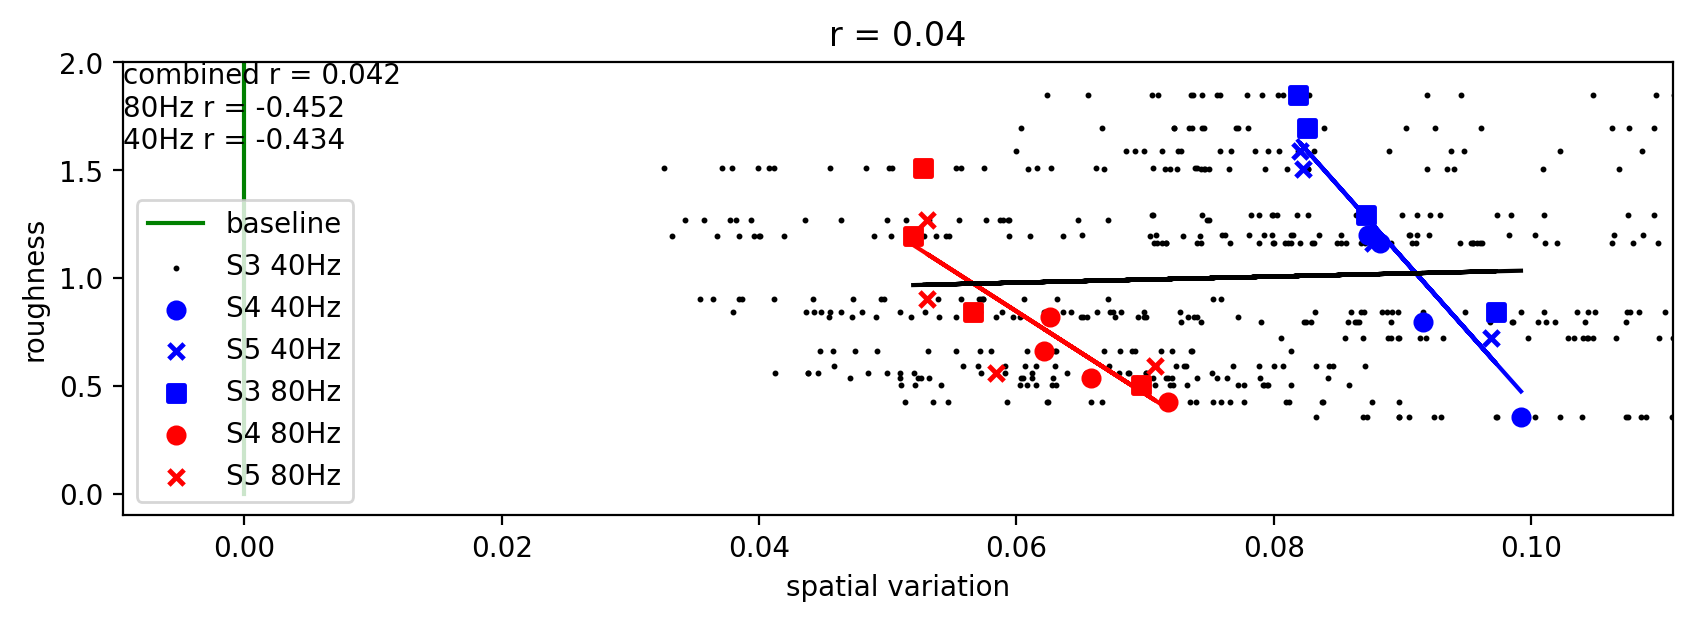 r = 0.04
combined r = 0.042
80Hz r = -0.452
40Hz r = -0.434
baseline
S3 40Hz
S4 40Hz
S5 40Hz
S3 80Hz
S4 80Hz
S5 80Hz
roughness
2.0
1.5
1.0
0.5
0.0
0.00 0.02 0.04 0.06 0.08 0.10
spatial variation